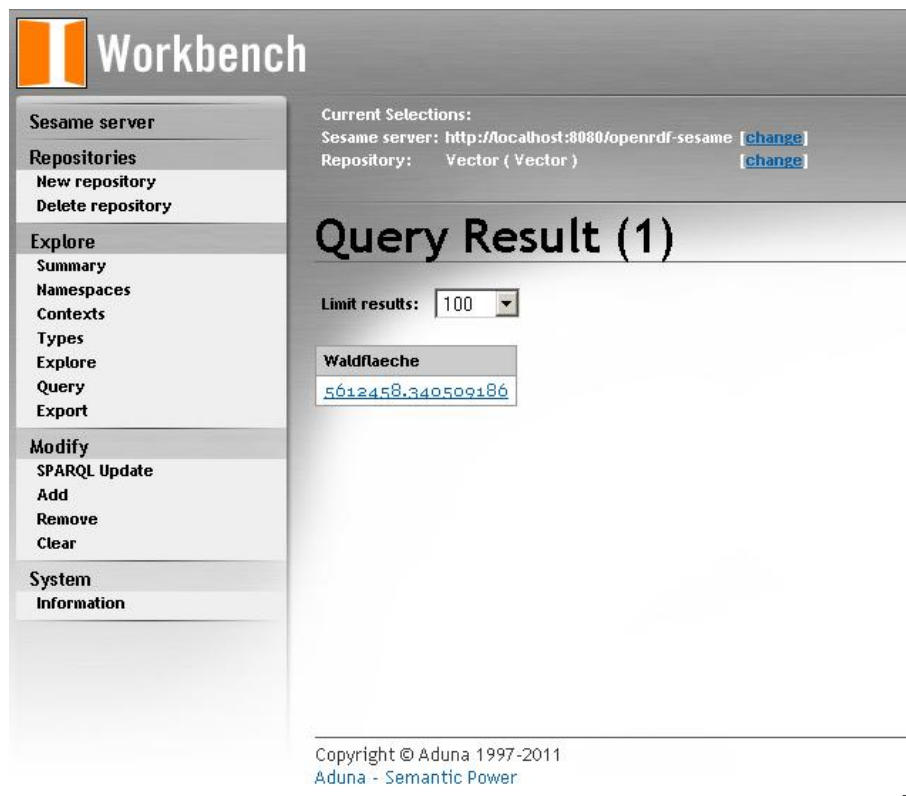 Workbench
Sesame server
Repositories
New repository
Delete repository
Explore
Summary
Namespaces
Contexts
Types
Explore
Query
Export
Modify
SPARQL Update
Add
Remove
Clear
System
Information
Current Selections:
Sesame server: http://localhost:8080/openrdf-sesame [change]
Repository: Vector ( Vector ) [change]
Query Result (1)
Limit results: 100
Waldflaeche
5612458.340509186
Copyright © Aduna 1997-2011
Aduna - Semantic Power